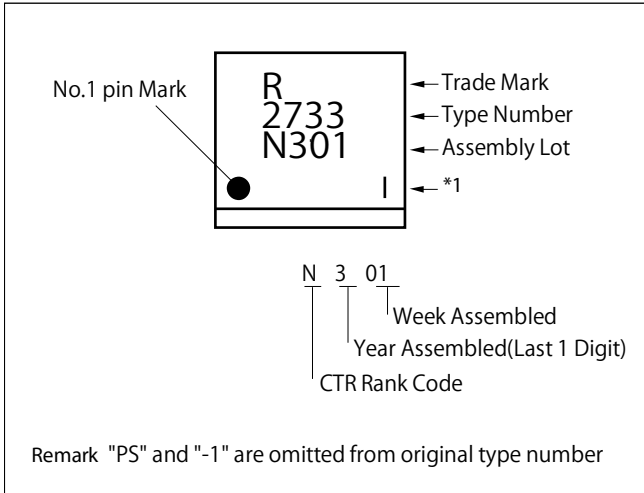 No.1 pin Mark
R
2733
N301
I
Trade Mark
Type Number
Assembly Lot
*1
N 3 01
Week Assembled
Year Assembled(Last 1 Digit)
CTR Rank Code
Remark "PS" and "-1" are omitted from original type number